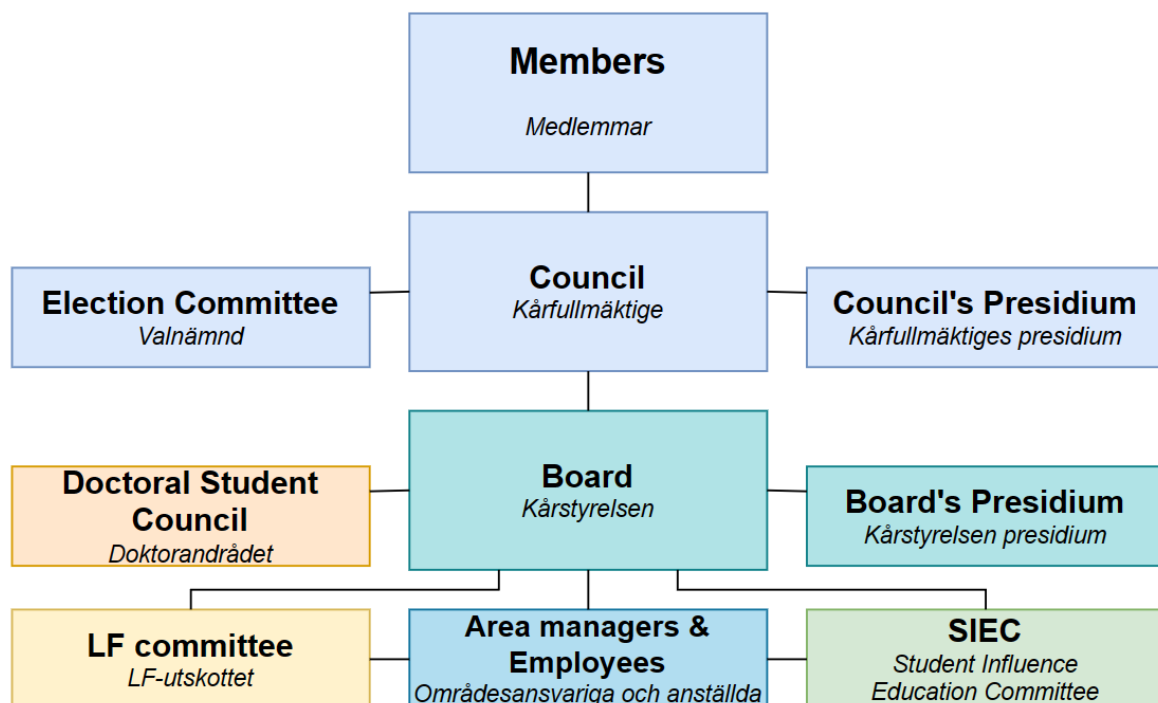 Members
Medlemmar
Council
Kårfullmäktige
Election Committee
Valnämnd
Council's Presidium
Kårfullmäktiges presidium
Board
Kårstyrelsen
Doctoral Student
Council
Doktorandrådet
Board's Presidium
Kårstyrelsen presidium
LF committee
LF-utskottet
Area managers &
Employees
Områdesansvariga och anställda
SIEC
Student Influence
Education Committee